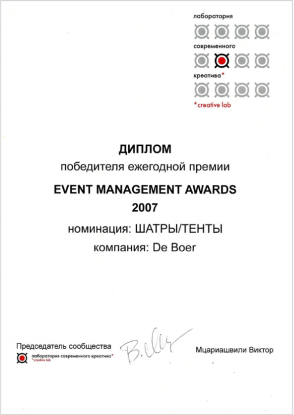 лаборатория
современного
креатива*
*creative lab
ДИПЛОМ
победителя ежегодной премии
EVENT MANAGEMENT AWARDS
2007
номинация: ШАТРЫ/ТЕНТЫ
компания: De Boer
Председатель сообщества
лаборатория современного креатива*
*creative lab
Мцариашвили Виктор